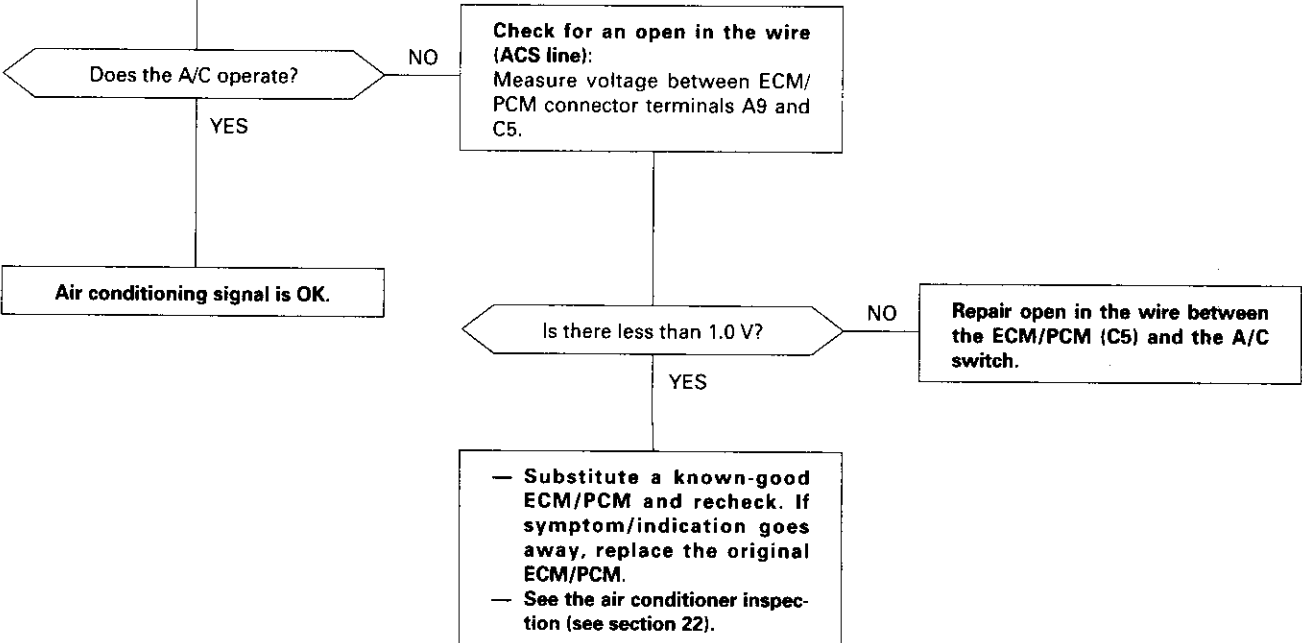 Does the A/C operate?
NO
YES
Air conditioning signal is OK.
Check for an open in the wire
(ACS line):
Measure voltage between ECM/
PCM connector terminals A9 and
C5.
Is there less than 1.0 V?
NO
Repair open in the wire between
the ECM/PCM (C5) and the A/C
switch.
YES
— Substitute a known-good
ECM/PCM and recheck. If
symptom/indication goes
away, replace the original
ECM/PCM.
— See the air conditioner inspec-
tion (see section 22).